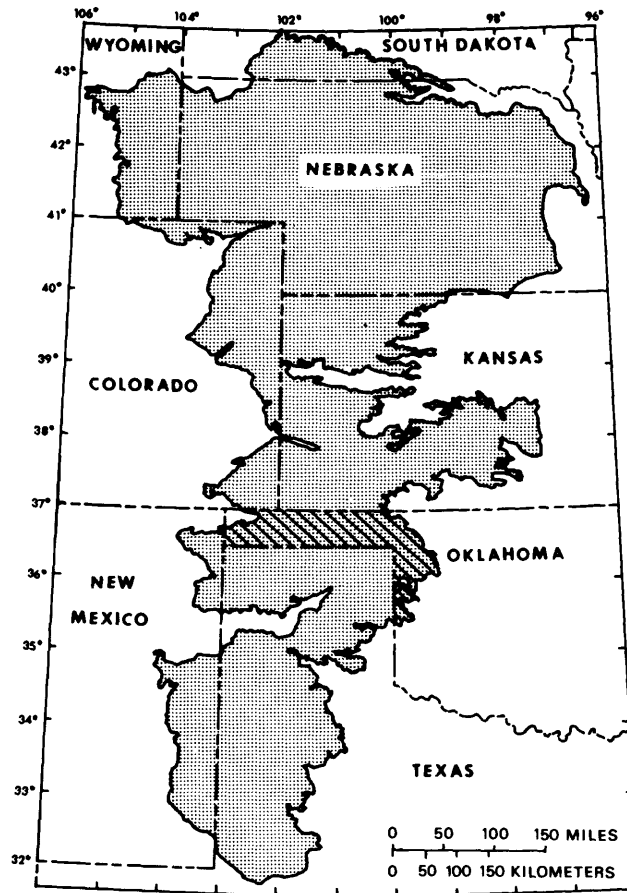 106° 104° 102° 100° 98° 96°
WYOMING SOUTH DAKOTA
43°
42°
NEBRASKA
41°
40°
39°
KANSAS
COLORADO
38°
37°
OKLAHOMA
36°
NEW
MEXICO
35°
34°
TEXAS
33°
0 50 100 150 MILES
32°
0 50 100 150 KILOMETERS